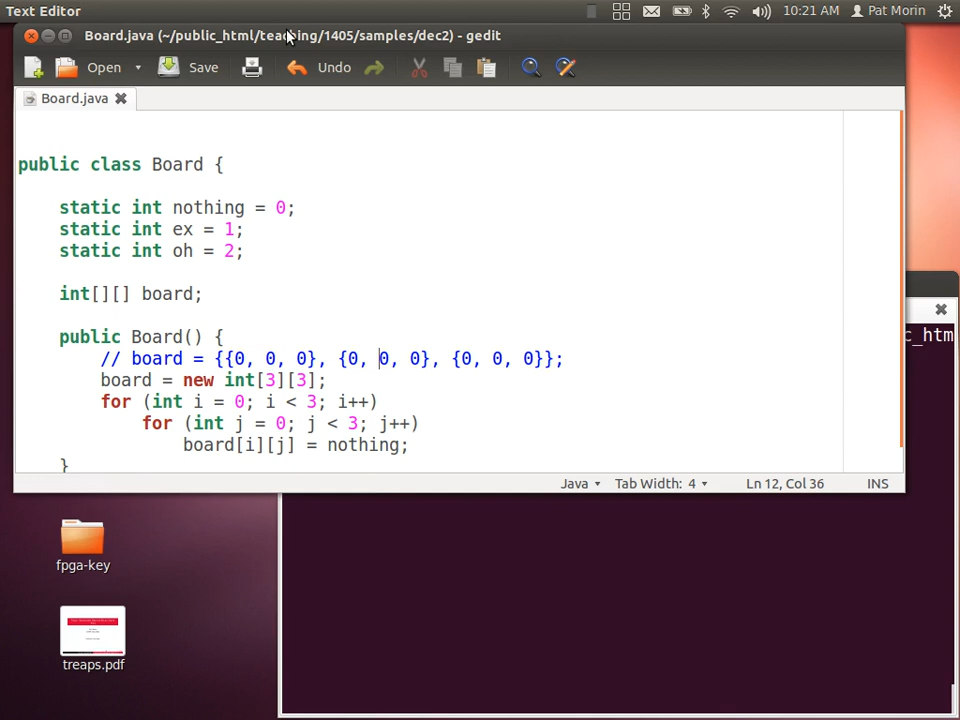 Text Editor
10:21 AM
Pat Morin
Board.java (~/public_html/teaching/1405/samples/dec2) - gedit
Open
Save
Undo
Board.java
public class Board {
static int nothing = 0;
static int ex = 1;
static int oh = 2;
int[][] board;
public Board() {
// board = {{0, 0, 0}, {0, 0, 0}, {0, 0, 0}};
board = new int[3][3];
for (int i = 0; i < 3; i++)
for (int j = 0; j < 3; j++)
board[i][j] = nothing;
}
Java
Tab Width: 4
Ln 12, Col 36
INS
c_htm
fpga-key
treaps.pdf